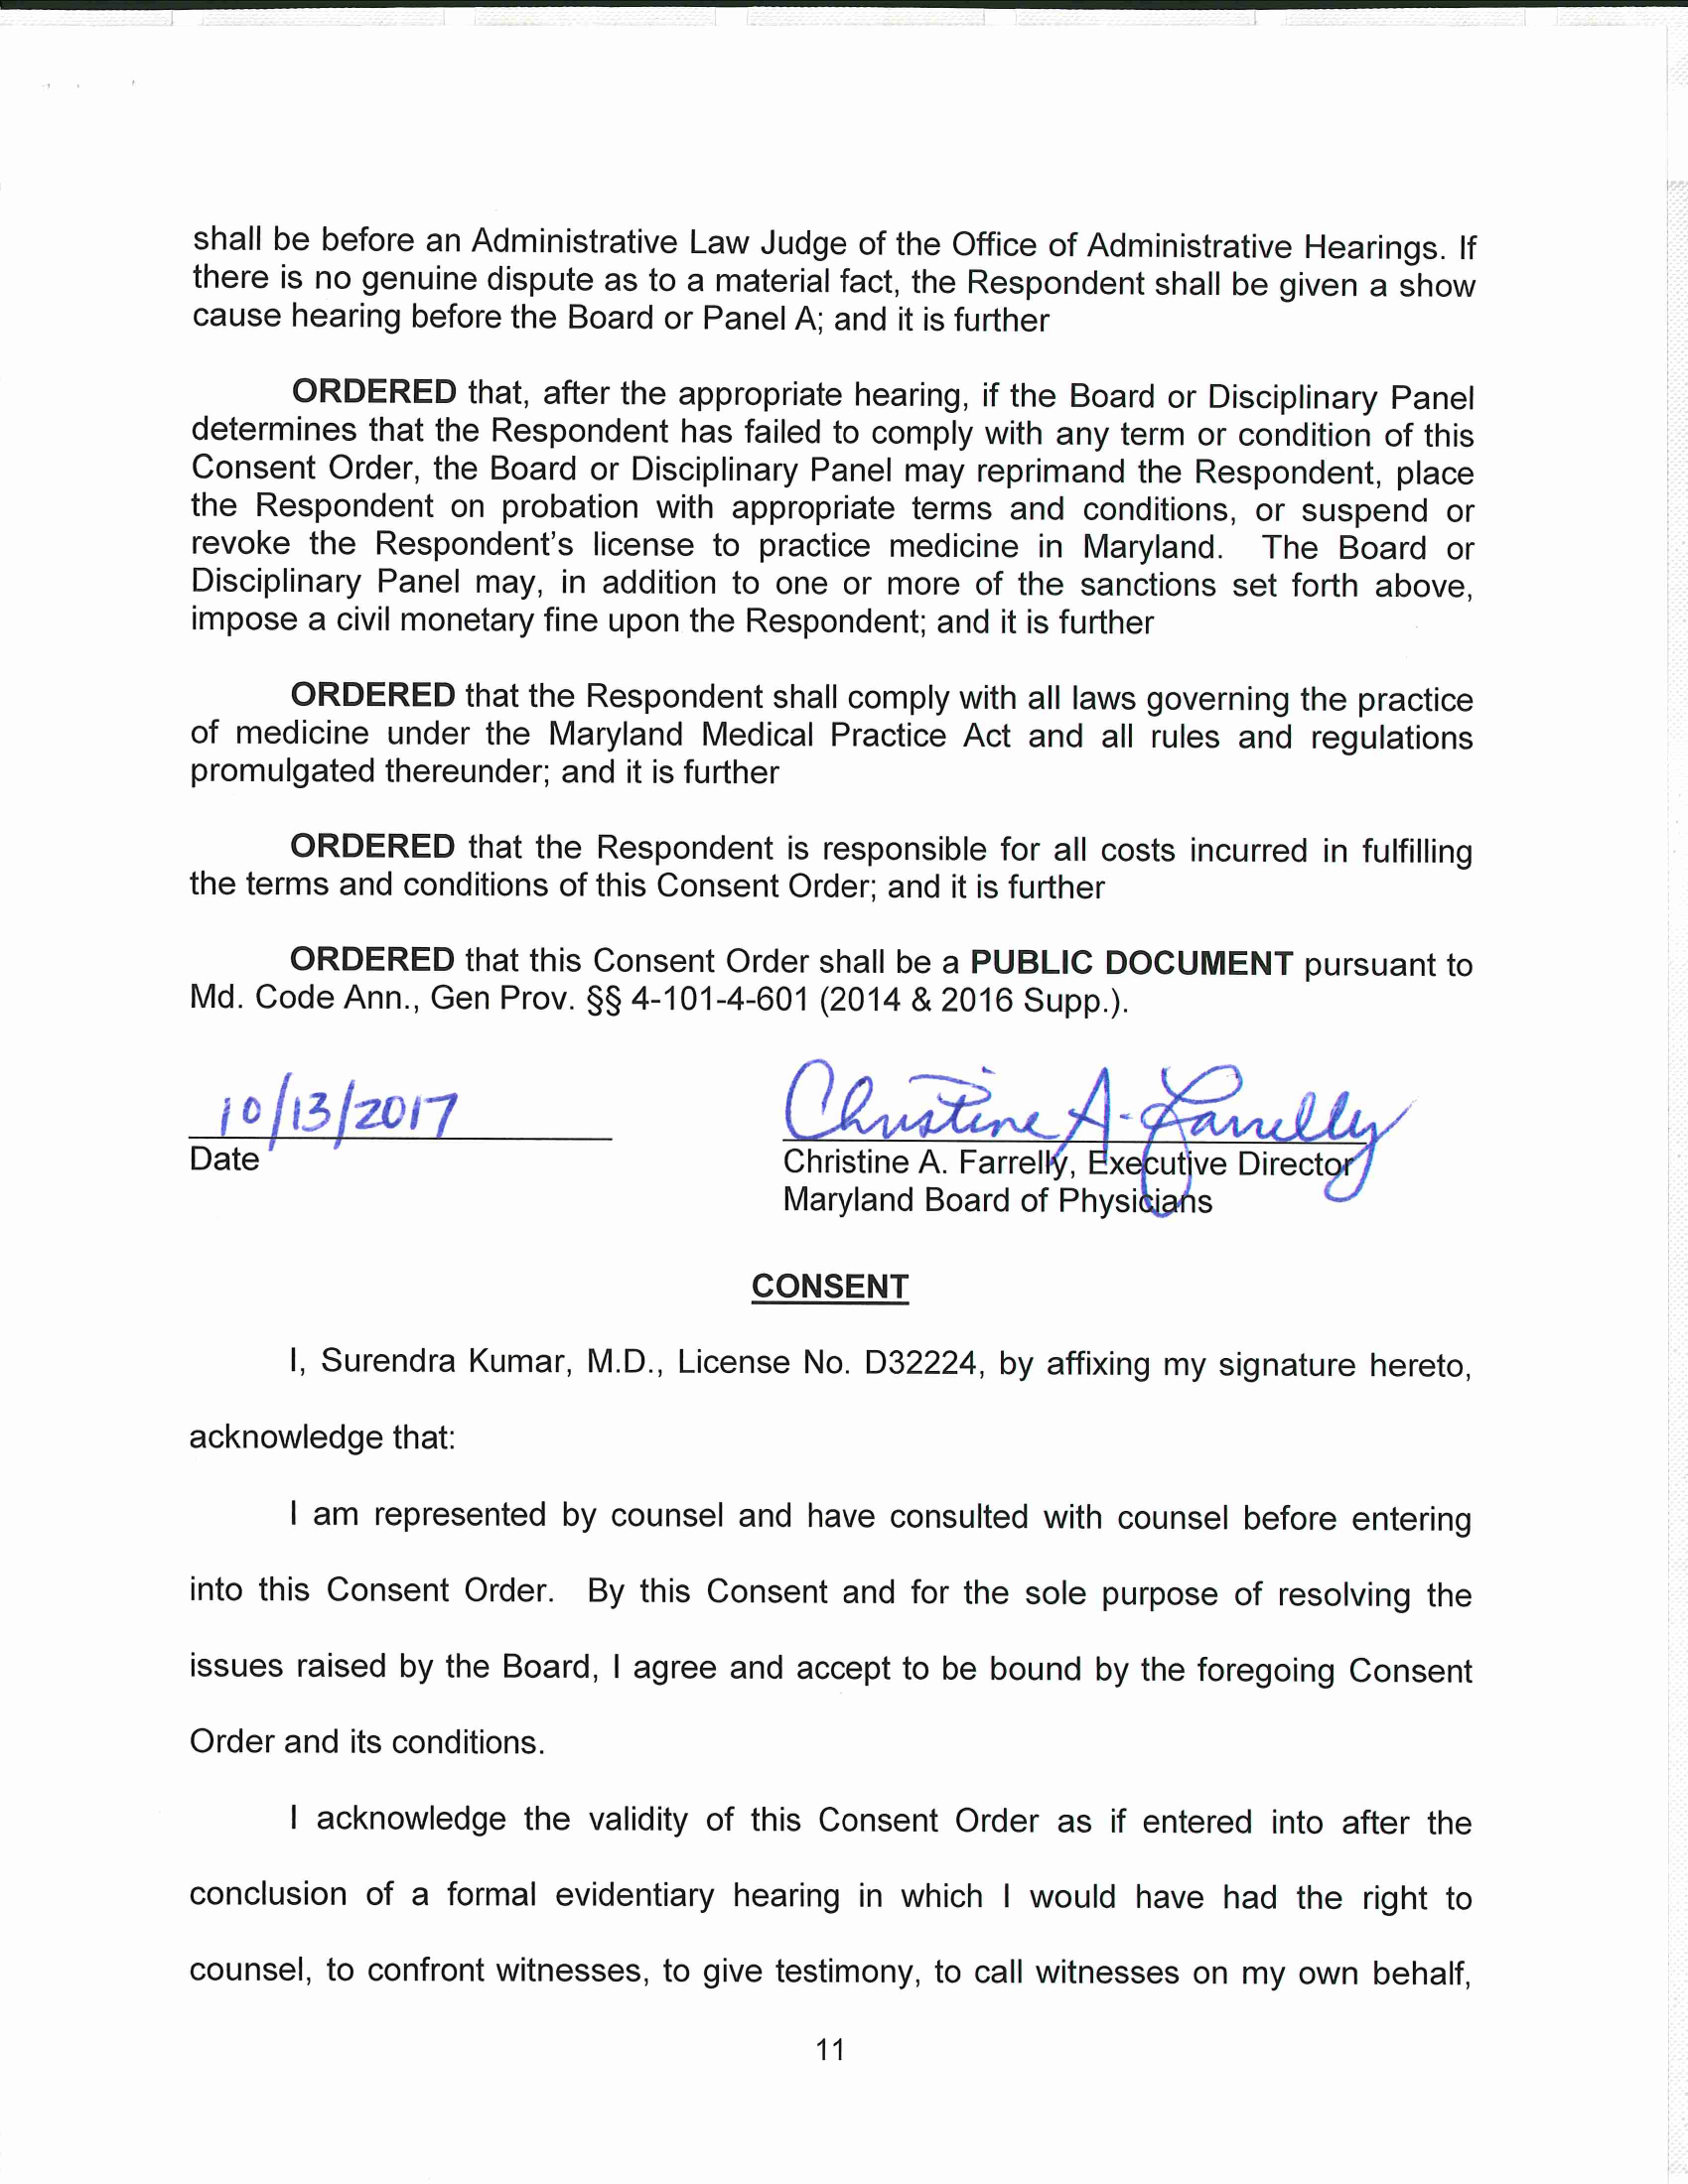 shall be before an Administrative Law Judge of the Office of Administrative Hearings. If
there is no genuine dispute as to a material fact, the Respondent shall be given a show
cause hearing before the Board or Panel A; and it is further
ORDERED that, after the appropriate hearing, if the Board or Disciplinary Panel
determines that the Respondent has failed to comply with any term or condition of this
Consent Order, the Board or Disciplinary Panel may reprimand the Respondent, place
the Respondent on probation with appropriate terms and conditions, or suspend or
revoke the Respondent's license to practice medicine in Maryland. The Board or
Disciplinary Panel may, in addition to one or more of the sanctions set forth above,
impose a civil monetary fine upon the Respondent; and it is further
ORDERED that the Respondent shall comply with all laws governing the practice
of medicine under the Maryland Medical Practice Act and all rules and regulations
promulgated thereunder; and it is further
ORDERED that the Respondent is responsible for all costs incurred in fulfilling
the terms and conditions of this Consent Order; and it is further
ORDERED that this Consent Order shall be a PUBLIC DOCUMENT pursuant to
Md. Code Ann., Gen Prov. §§ 4-101-4-601 (2014 & 2016 Supp.).
10/13/2017
Date
Christine A. Farrelly
Christine A. Farrelly, Executive Director
Maryland Board of Physicians
CONSENT
I, Surendra Kumar, M.D., License No. D32224, by affixing my signature hereto,
acknowledge that:
I am represented by counsel and have consulted with counsel before entering
into this Consent Order. By this Consent and for the sole purpose of resolving the
issues raised by the Board, I agree and accept to be bound by the foregoing Consent
Order and its conditions.
I acknowledge the validity of this Consent Order as if entered into after the
conclusion of a formal evidentiary hearing in which I would have had the right to
counsel, to confront witnesses, to give testimony, to call witnesses on my own behalf,
11